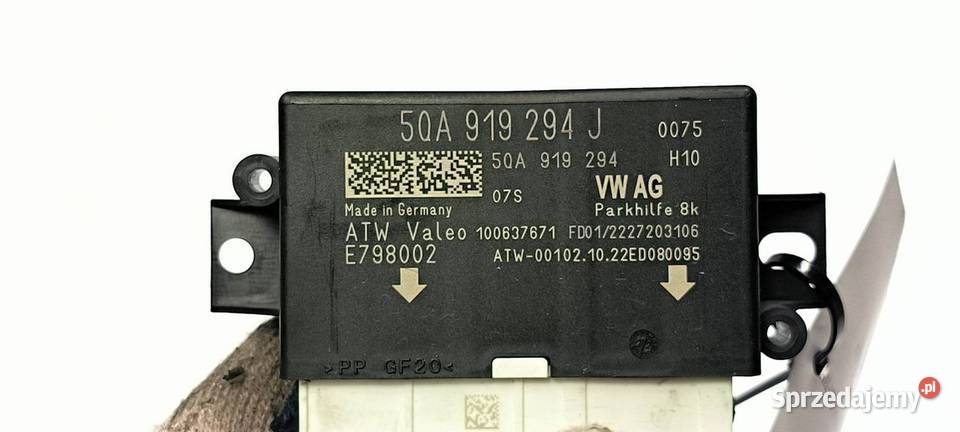 5QA 919 294 J 0075
5QA 919 294 H10
07S VW AG
Made in Germany Parkhilfe 8k
ATW Valeo 100637671 FD01/2227203106
E798002 ATW-00102.10.22ED080095
>PP GF20<
Sprzedajemy.pl